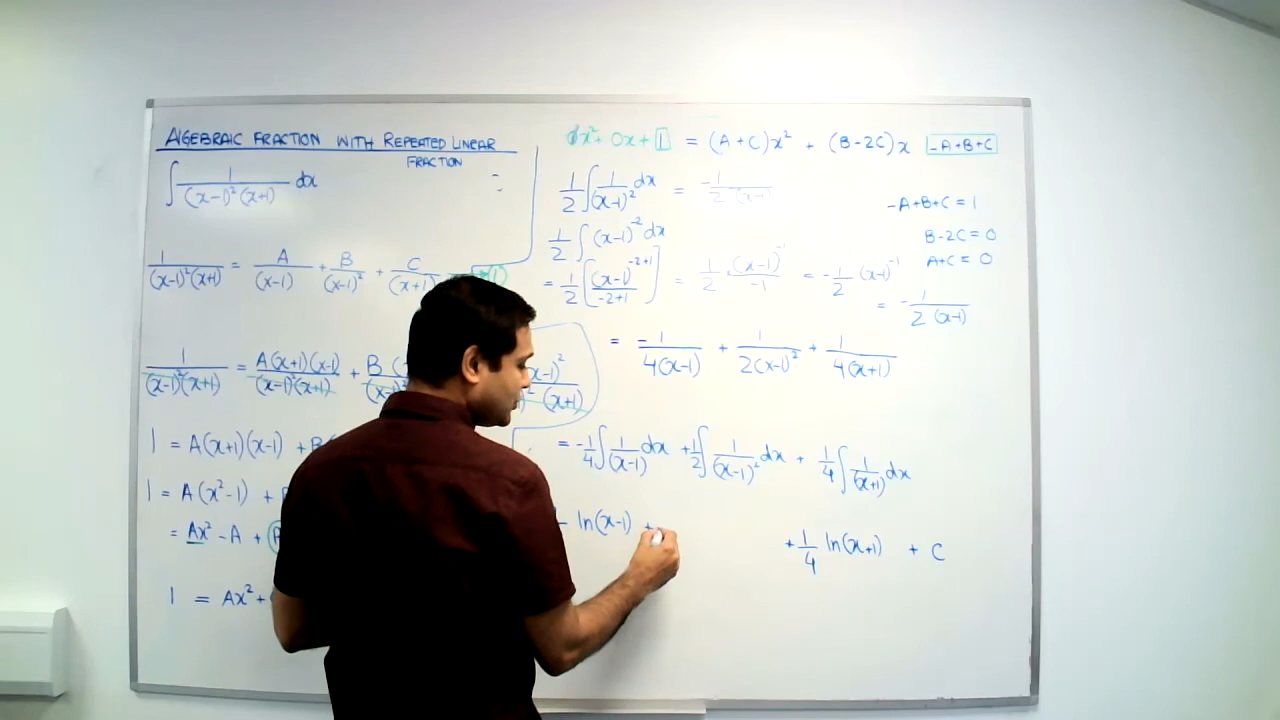 ALGEBRAIC FRACTION WITH REPEATED LINEAR
FRACTION
∫ 1/((x-1)²(x+1)) dx
1/((x-1)²(x+1)) = A/(x-1) + B/(x-1)² + C/(x+1)
1/((x-1)²(x+1)) = A(x+1)(x-1)/((x-1)²(x+1)) + B
1 = A(x+1)(x-1) + B
1 = A(x²-1) +
= Ax² - A +
1 = Ax² +
0x² + 0x + 1 = (A+C)x² + (B-2C)x -A+B+C
1/2 ∫ 1/(x-1)² dx = -1/(2(x-1))
-A+B+C = 1
1/2 ∫ (x-1)⁻² dx
B-2C = 0
A+C = 0
= 1/2 [(x-1)^(-2+1)/(-2+1)] = 1/2 × (x-1)⁻¹/-1 = -1/2 (x-1)⁻¹
= -1/(2(x-1))
= -1/(4(x-1)) + 1/(2(x-1)²) + 1/(4(x+1))
= -1/4 ∫ 1/(x-1) dx + 1/2 ∫ 1/(x-1)² dx + 1/4 ∫ 1/(x+1) dx
ln(x-1) + + 1/4 ln(x+1) + C